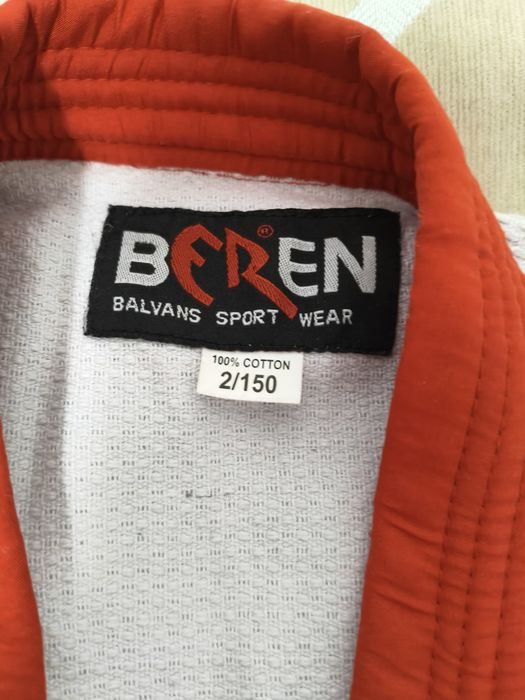 BEREN®
BALVANS SPORT WEAR
100% COTTON
2/150